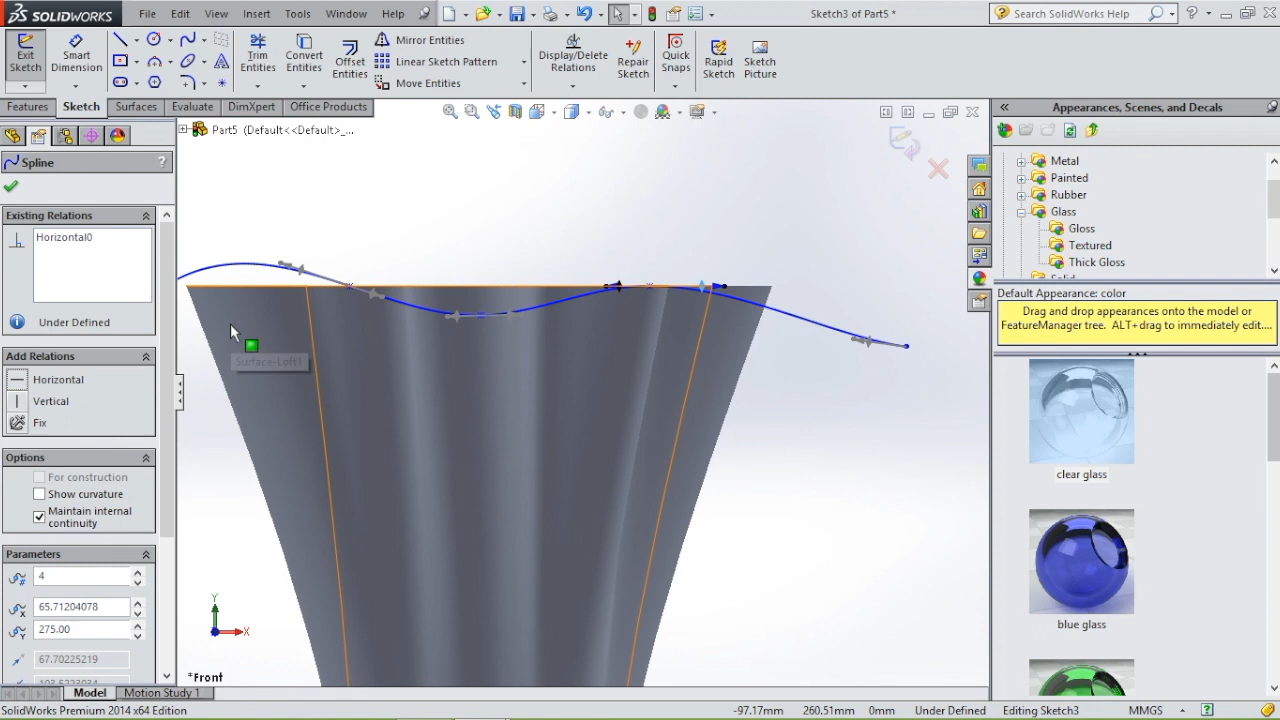 SOLIDWORKS File Edit View Insert Tools Window Help Sketch3 of Part5 * Search SolidWorks Help
Exit Sketch
Smart Dimension
Trim Entities
Convert Entities
Offset Entities
Mirror Entities
Linear Sketch Pattern
Move Entities
Display/Delete Relations
Repair Sketch
Quick Snaps
Rapid Sketch
Sketch Picture
Features Sketch Surfaces Evaluate DimXpert Office Products
Part5 (Default<<Default>_...
Spline ?
Existing Relations
Horizontal0
Under Defined
Add Relations
Horizontal
Vertical
Fix
Options
For construction
Show curvature
Maintain internal
continuity
Parameters
4
65.71204078
275.00
67.70225219
Surface-Loft1
Y
X
*Front
Appearances, Scenes, and Decals
Metal
Painted
Rubber
Glass
Gloss
Textured
Thick Glass
Default Appearance: color
Drag and drop appearances onto the model or
FeatureManager tree. ALT+drag to immediately edit....
clear glass
blue glass
Model Motion Study 1
SolidWorks Premium 2014 x64 Edition -97.17mm 260.51mm 0mm Under Defined Editing Sketch3 MMGS